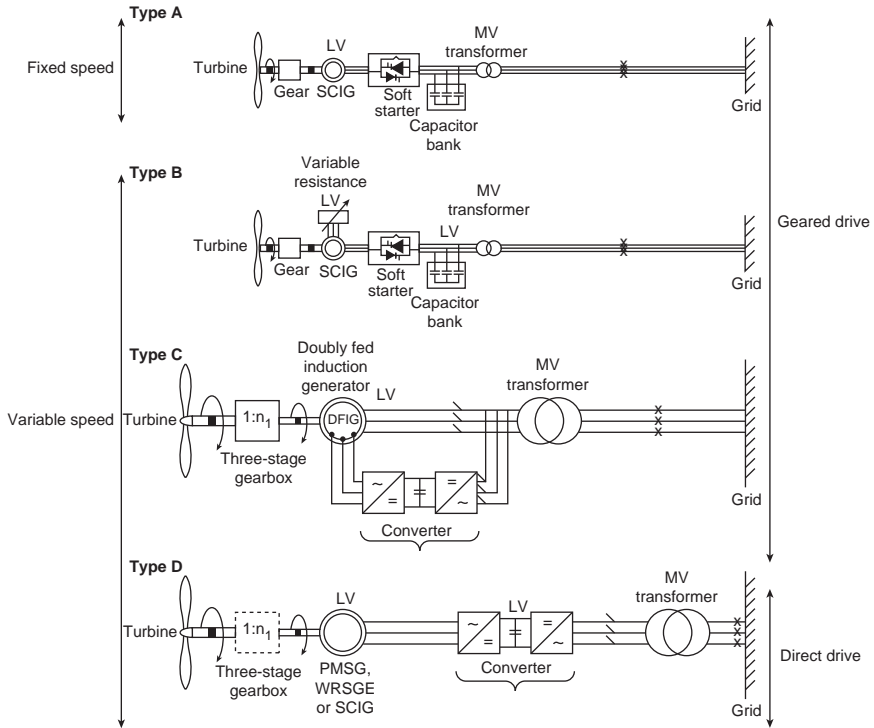 Type A
Fixed speed
Turbine
Gear
LV
SCIG
Soft
starter
Capacitor
bank
MV
transformer
Grid
Type B
Variable
resistance
LV
Turbine
Gear
SCIG
Soft
starter
LV
Capacitor
bank
MV
transformer
Grid
Geared drive
Type C
Variable speed
Turbine
1:n1
Three-stage
gearbox
Doubly fed
induction
generator
LV
DFIG
~
=
=
~
Converter
MV
transformer
Grid
Type D
Turbine
1:n1
Three-stage
gearbox
LV
PMSG,
WRSGE
or SCIG
~
=
LV
=
~
Converter
MV
transformer
Grid
Direct drive